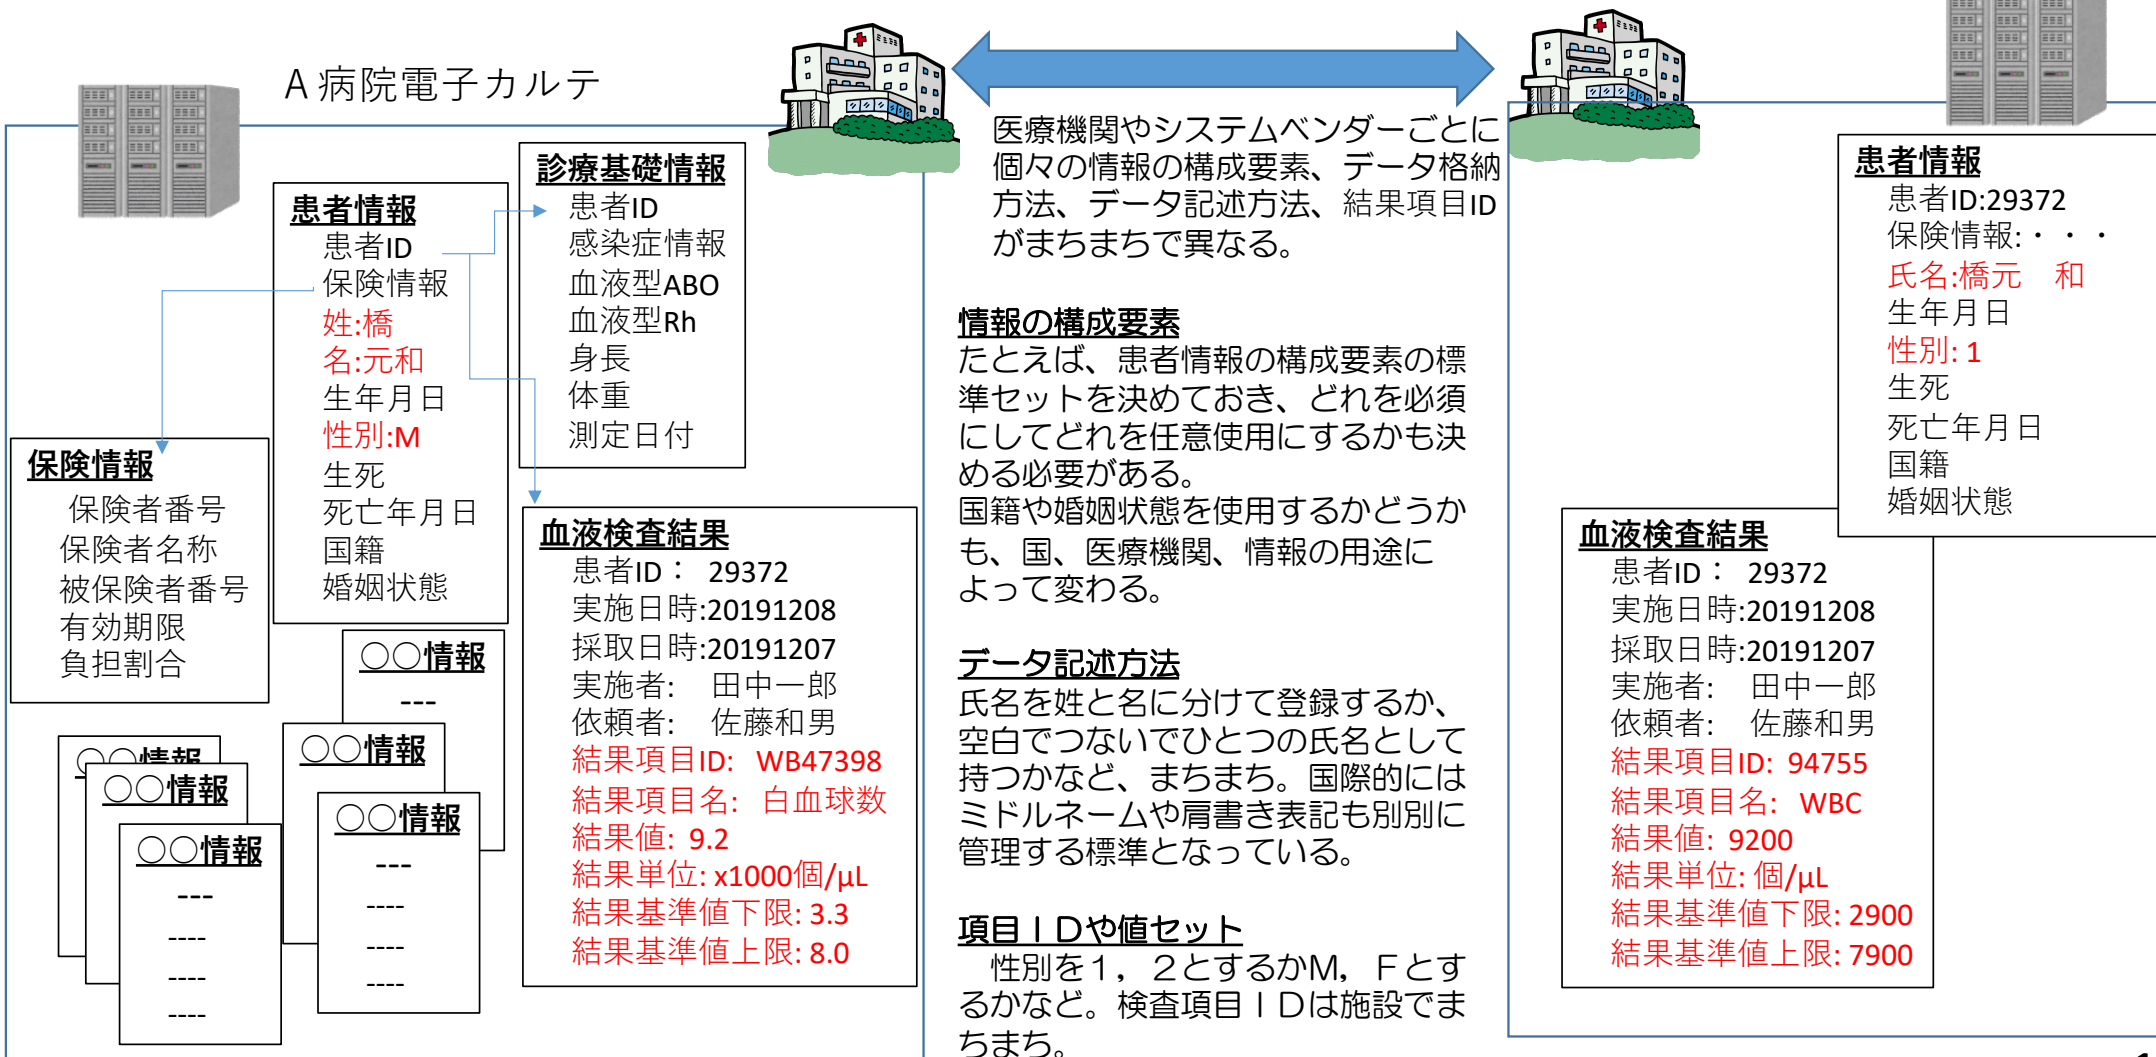 A病院電子カルテ
患者情報
患者ID
保険情報
姓:橋
名:元和
生年月日
性別:M
生死
死亡年月日
国籍
婚姻状態
診療基礎情報
患者ID
感染症情報
血液型ABO
血液型Rh
身長
体重
測定日付
保険情報
保険者番号
保険者名称
被保険者番号
有効期限
負担割合
○○情報
---
○○情報
○○情報
---
----
----
----
○○情報
○○情報
○○情報
---
----
----
----
血液検査結果
患者ID： 29372
実施日時:20191208
採取日時:20191207
実施者: 田中一郎
依頼者: 佐藤和男
結果項目ID: WB47398
結果項目名: 白血球数
結果値: 9.2
結果単位: x1000個/μL
結果基準値下限: 3.3
結果基準値上限: 8.0
医療機関やシステムベンダーごとに
個々の情報の構成要素、データ格納
方法、データ記述方法、結果項目ID
がまちまちで異なる。
情報の構成要素
たとえば、患者情報の構成要素の標
準セットを決めておき、どれを必須
にしてどれを任意使用にするかも決
める必要がある。
国籍や婚姻状態を使用するかどうか
も、国、医療機関、情報の用途に
よって変わる。
データ記述方法
氏名を姓と名に分けて登録するか、
空白でつないでひとつの氏名として
持つかなど、まちまち。国際的には
ミドルネームや肩書き表記も別別に
管理する標準となっている。
項目ＩＤや値セット
性別を１，２とするかM，Ｆとす
るかなど。検査項目ＩＤは施設でま
ちまち。
患者情報
患者ID:29372
保険情報:・・・
氏名:橋元　和
生年月日
性別: 1
生死
死亡年月日
国籍
婚姻状態
血液検査結果
患者ID： 29372
実施日時:20191208
採取日時:20191207
実施者: 田中一郎
依頼者: 佐藤和男
結果項目ID: 94755
結果項目名: WBC
結果値: 9200
結果単位: 個/μL
結果基準値下限: 2900
結果基準値上限: 7900